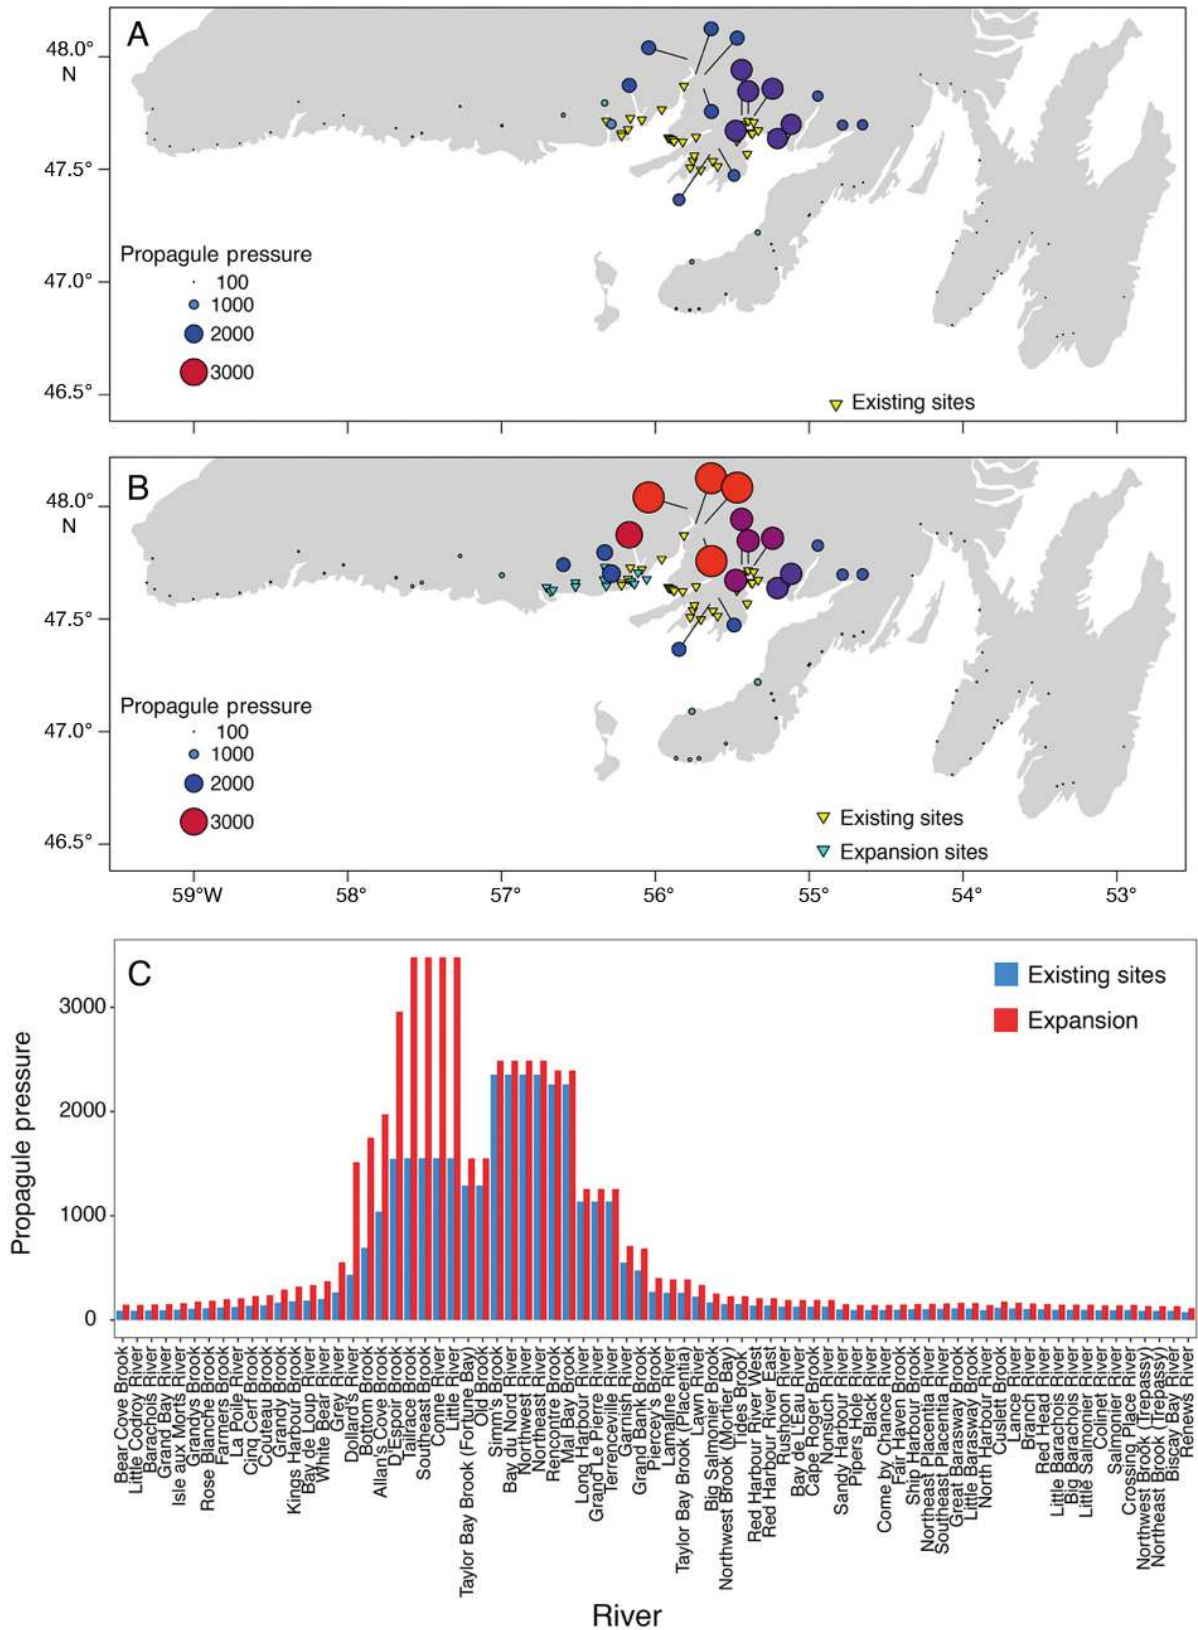 A
48.0°
N
47.5°
47.0°
46.5°
Propagule pressure
100
1000
2000
3000
Existing sites
B
48.0°
N
47.5°
47.0°
46.5°
Propagule pressure
100
1000
2000
3000
Existing sites
Expansion sites
59°W
58°
57°
56°
55°
54°
53°
C
Existing sites
Expansion
Propagule pressure
3000
2000
1000
0
Bear Cove Brook
Little Codroy River
Barachois River
Grand Bay River
Isle aux Morts River
Grandys Brook
Rose Blanche Brook
Farmers Brook
La Poile River
Cinq Cerf Brook
Couteau Brook
Grandy Brook
Kings Harbour Brook
Bay de Loup River
White Bear River
Grey River
Dollard's River
Bottom Brook
Allan's Cove Brook
D'Espoir Brook
Tailrace Brook
Southeast Brook
Conne River
Little River
Taylor Bay Brook (Fortune Bay)
Old Brook
Simm's Brook
Bay du Nord River
Northwest River
Northeast River
Rencontre Brook
Mal Bay Brook
Long Harbour River
Grand Le Pierre River
Terrenceville River
Garnish River
Grand Bank Brook
Piercey's Brook
Lamaline River
Taylor Bay Brook (Placentia)
Lawn River
Big Salmonier Brook
Northwest Brook (Mortier Bay)
Tides Brook
Red Harbour River West
Red Harbour River East
Rushoon River
Bay de L'Eau River
Cape Roger Brook
Nonsuch River
Sandy Harbour River
Pipers Hole River
Black River
Come by Chance River
Fair Haven Brook
Ship Harbour Brook
Northeast Placentia River
Southeast Placentia River
Great Barasway Brook
Little Barasway Brook
North Harbour River
Cuslett Brook
Lance River
Branch River
Red Head River
Little Barachois River
Big Barachois River
Little Salmonier River
Colinet River
Salmonier River
Crossing Place River
Northwest Brook (Trepassy)
Northeast Brook (Trepassy)
Biscay Bay River
Renews River
River